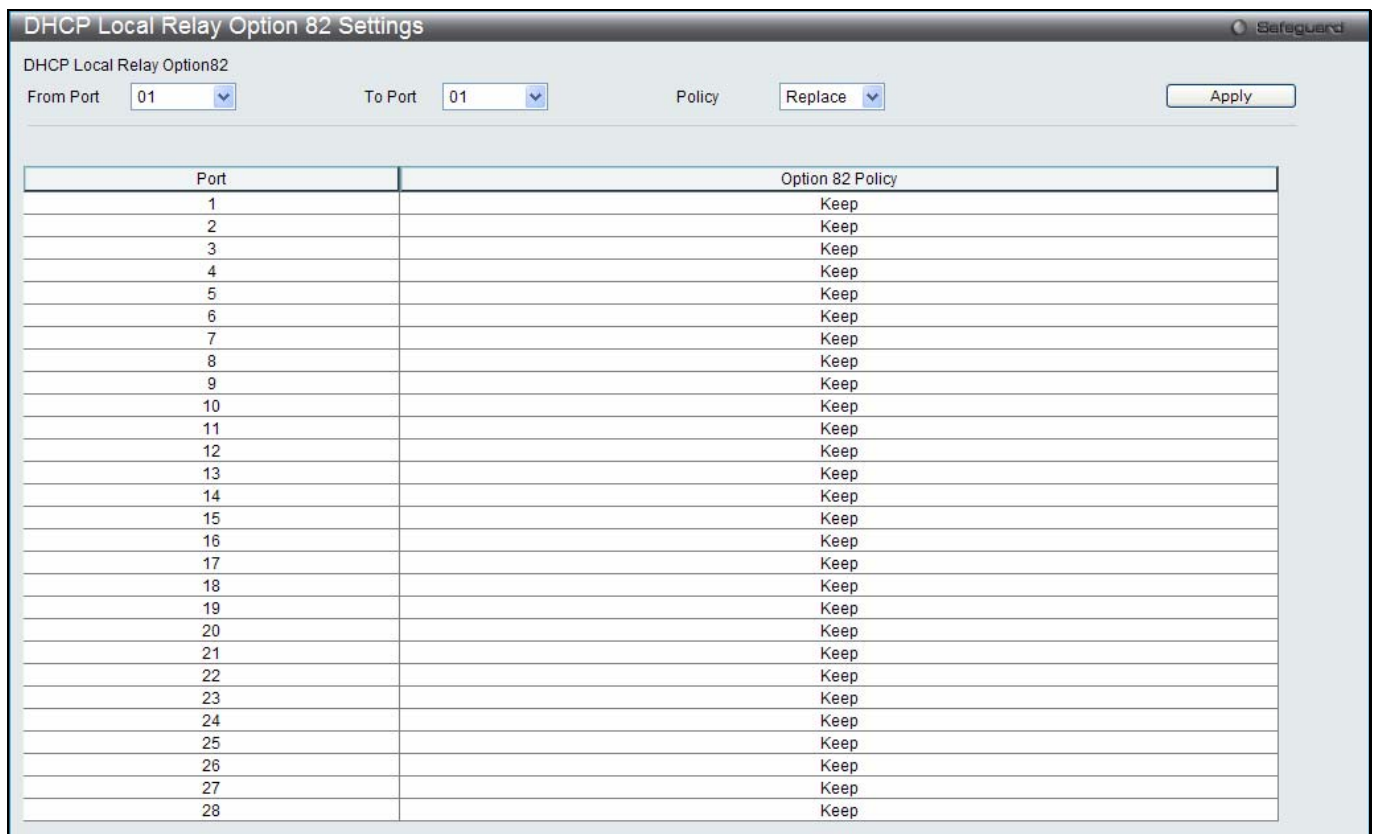 DHCP Local Relay Option 82 Settings
Safeguard
DHCP Local Relay Option82
From Port 01 To Port 01 Policy Replace Apply
Port Option 82 Policy
1 Keep
2 Keep
3 Keep
4 Keep
5 Keep
6 Keep
7 Keep
8 Keep
9 Keep
10 Keep
11 Keep
12 Keep
13 Keep
14 Keep
15 Keep
16 Keep
17 Keep
18 Keep
19 Keep
20 Keep
21 Keep
22 Keep
23 Keep
24 Keep
25 Keep
26 Keep
27 Keep
28 Keep